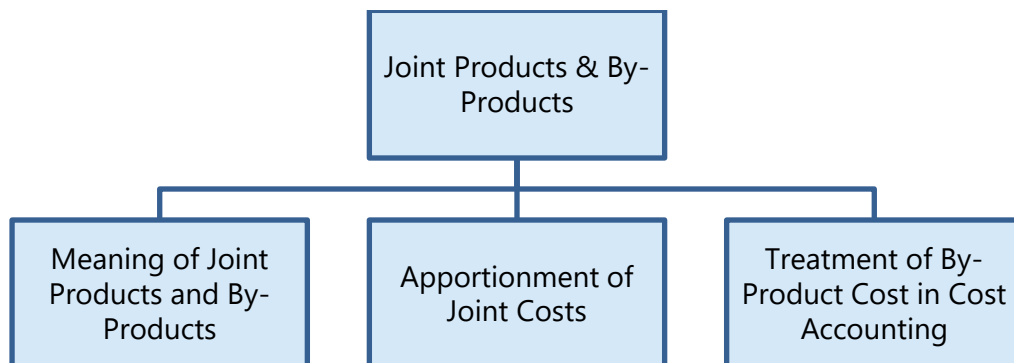 Joint Products & By-
Products
Meaning of Joint
Products and By-
Products
Apportionment of
Joint Costs
Treatment of By-
Product Cost in Cost
Accounting